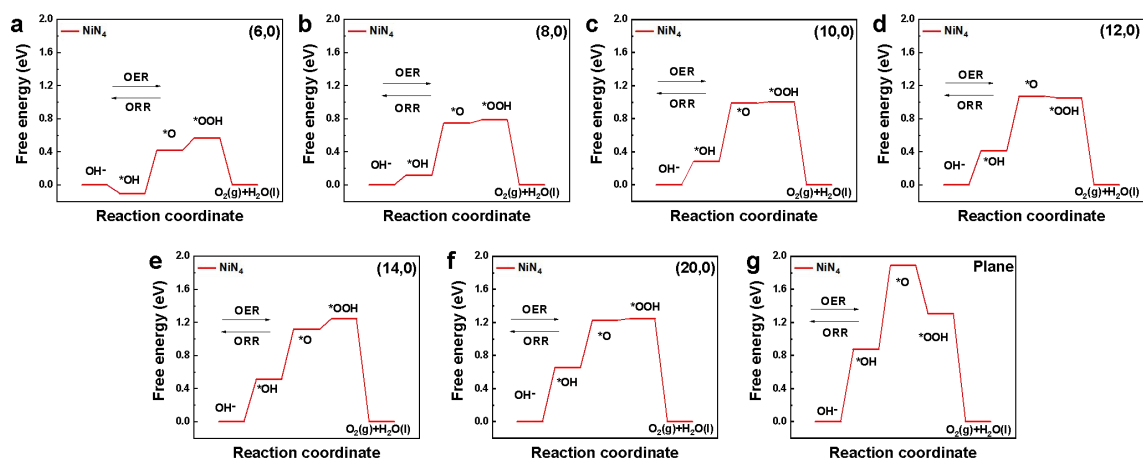 a
2.0
1.6
1.2
0.8
0.4
0.0
Free energy (eV)
NiN₄
(6,0)
OER
ORR
OH⁻
*OH
*O
*OOH
O₂(g)+H₂O(l)
Reaction coordinate
b
2.0
1.6
1.2
0.8
0.4
0.0
Free energy (eV)
NiN₄
(8,0)
OER
ORR
OH⁻
*OH
*O
*OOH
O₂(g)+H₂O(l)
Reaction coordinate
c
2.0
1.6
1.2
0.8
0.4
0.0
Free energy (eV)
NiN₄
(10,0)
OER
ORR
OH⁻
*OH
*O
*OOH
O₂(g)+H₂O(l)
Reaction coordinate
d
2.0
1.6
1.2
0.8
0.4
0.0
Free energy (eV)
NiN₄
(12,0)
OER
ORR
OH⁻
*OH
*O
*OOH
O₂(g)+H₂O(l)
Reaction coordinate
e
2.0
1.6
1.2
0.8
0.4
0.0
Free energy (eV)
NiN₄
(14,0)
OER
ORR
OH⁻
*OH
*O
*OOH
O₂(g)+H₂O(l)
Reaction coordinate
f
2.0
1.6
1.2
0.8
0.4
0.0
Free energy (eV)
NiN₄
(20,0)
OER
ORR
OH⁻
*OH
*O
*OOH
O₂(g)+H₂O(l)
Reaction coordinate
g
2.0
1.6
1.2
0.8
0.4
0.0
Free energy (eV)
NiN₄
Plane
OER
ORR
OH⁻
*OH
*O
*OOH
O₂(g)+H₂O(l)
Reaction coordinate